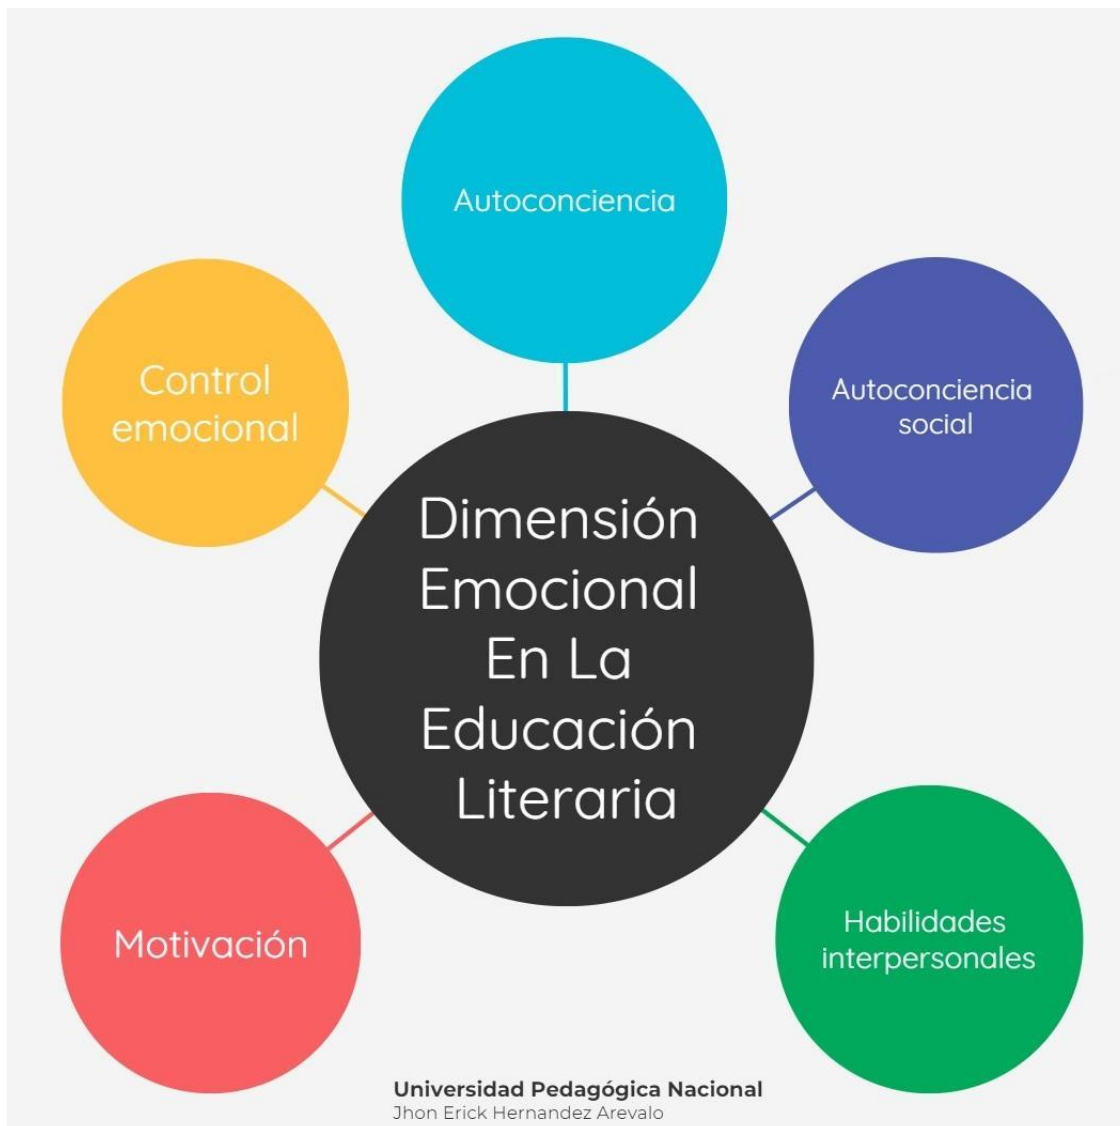 Autoconciencia
Control
emocional
Autoconciencia
social
Dimensión
Emocional
En La
Educación
Literaria
Motivación
Habilidades
interpersonales
Universidad Pedagógica Nacional
Jhon Erick Hernandez Arevalo